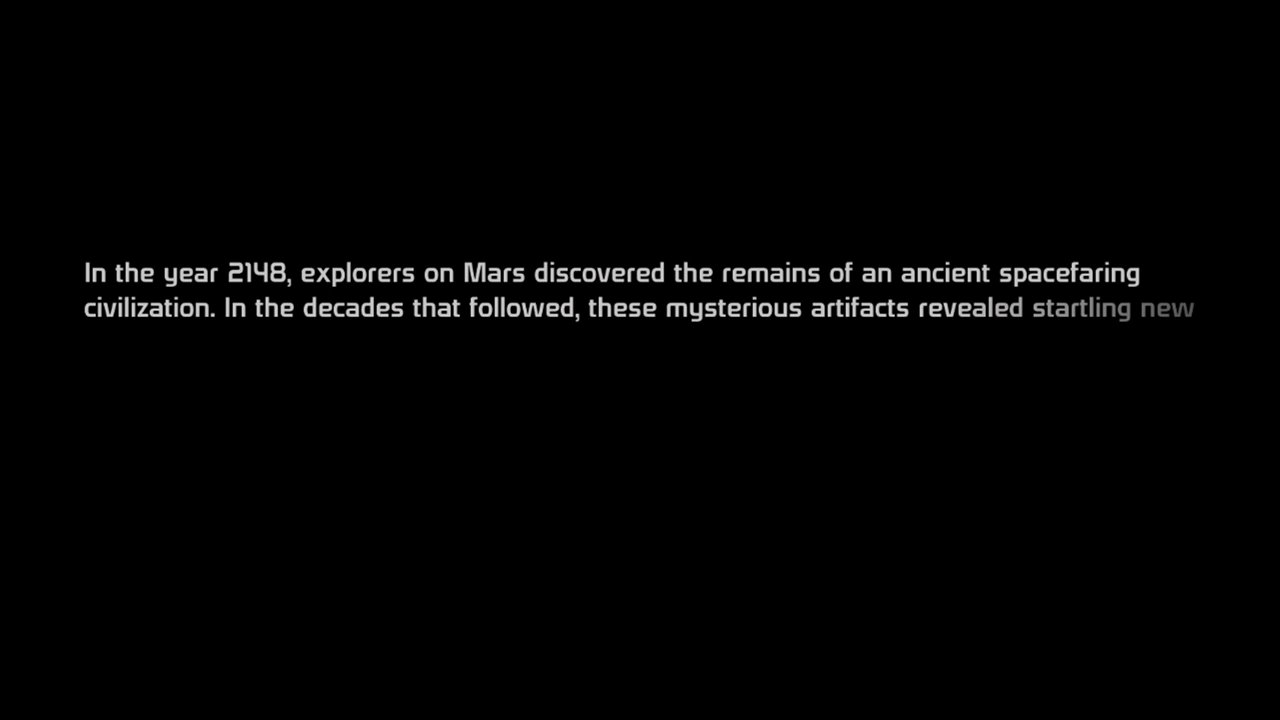 In the year 2148, explorers on Mars discovered the remains of an ancient spacefaring
civilization. In the decades that followed, these mysterious artifacts revealed startling new